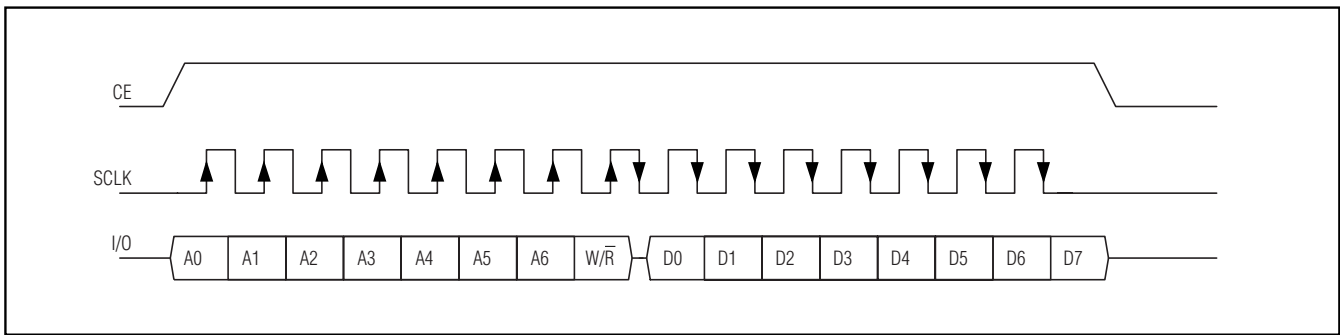 CE
SCLK
I/O A0 A1 A2 A3 A4 A5 A6 W/R̅ D0 D1 D2 D3 D4 D5 D6 D7